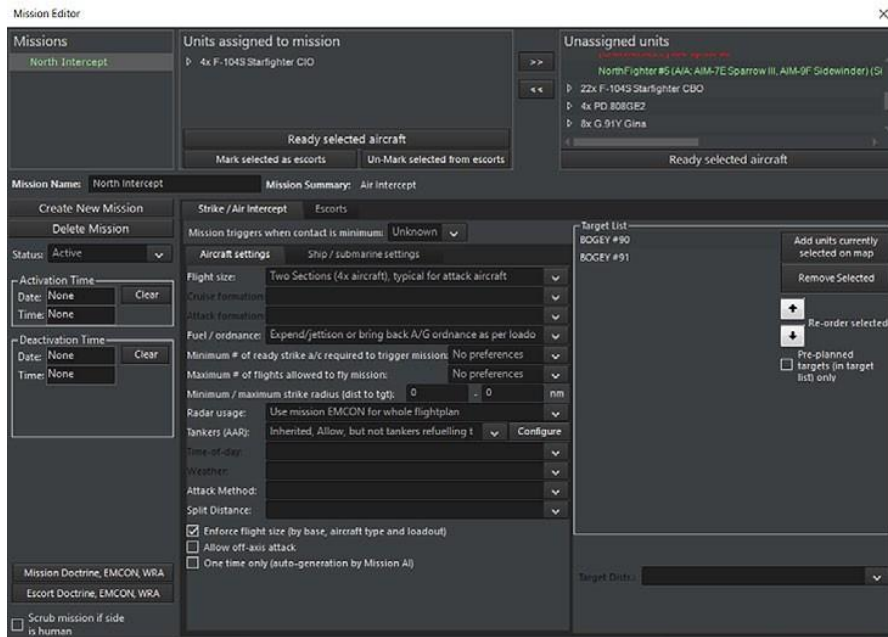 Mission Editor
Missions
North Intercept
Units assigned to mission
4x F-104S Starfighter CIO
Ready selected aircraft
Mark selected as escorts
Un-Mark selected from escorts
>>
<<
Unassigned units
NorthFighter #6 (A/A: AIM-7E Sparrow III, AIM-9F Sidewinder) (Si
22x F-104S Starfighter CBO
4x PD.808GE2
8x G.91Y Gina
Ready selected aircraft
Mission Name: North Intercept
Mission Summary: Air Intercept
Create New Mission
Delete Mission
Status: Active
Activation Time
Date: None Clear
Time: None
Deactivation Time
Date: None Clear
Time: None
Mission Doctrine, EMCON, WRA
Escort Doctrine, EMCON, WRA
Scrub mission if side
is human
Strike / Air Intercept Escorts
Mission triggers when contact is minimum: Unknown
Aircraft settings Ship / submarine settings
Flight size: Two Sections (4x aircraft), typical for attack aircraft
Cruise formation:
Attack formation:
Fuel / ordnance: Expend/jettison or bring back A/G ordnance as per loado
Minimum # of ready strike a/c required to trigger mission: No preferences
Maximum # of flights allowed to fly mission: No preferences
Minimum / maximum strike radius (dist to tgt): 0 - 0 nm
Radar usage: Use mission EMCON for whole flightplan
Tankers (AAR): Inherited, Allow, but not tankers refuelling t Configure
Time-of-day:
Weather:
Attack Method:
Split Distance:
Enforce flight size (by base, aircraft type and loadout)
Allow off-axis attack
One time only (auto-generation by Mission AI)
Target List
BOGEY #90
BOGEY #91
Add units currently
selected on map
Remove Selected
Re-order selected
Pre-planned
targets (in target
list) only
Target Dists.: